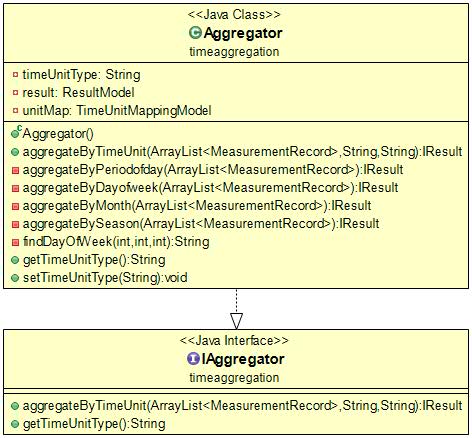 <<Java Class>>
C Aggregator
timeaggregation
timeUnitType: String
result: ResultModel
unitMap: TimeUnitMappingModel
c Aggregator()
aggregateByTimeUnit(ArrayList<MeasurementRecord>,String,String):IResult
aggregateByPeriodofday(ArrayList<MeasurementRecord>):IResult
aggregateByDayofweek(ArrayList<MeasurementRecord>):IResult
aggregateByMonth(ArrayList<MeasurementRecord>):IResult
aggregateBySeason(ArrayList<MeasurementRecord>):IResult
findDayOfWeek(int,int,int):String
getTimeUnitType():String
setTimeUnitType(String):void
<<Java Interface>>
I IAggregator
timeaggregation
aggregateByTimeUnit(ArrayList<MeasurementRecord>,String,String):IResult
getTimeUnitType():String